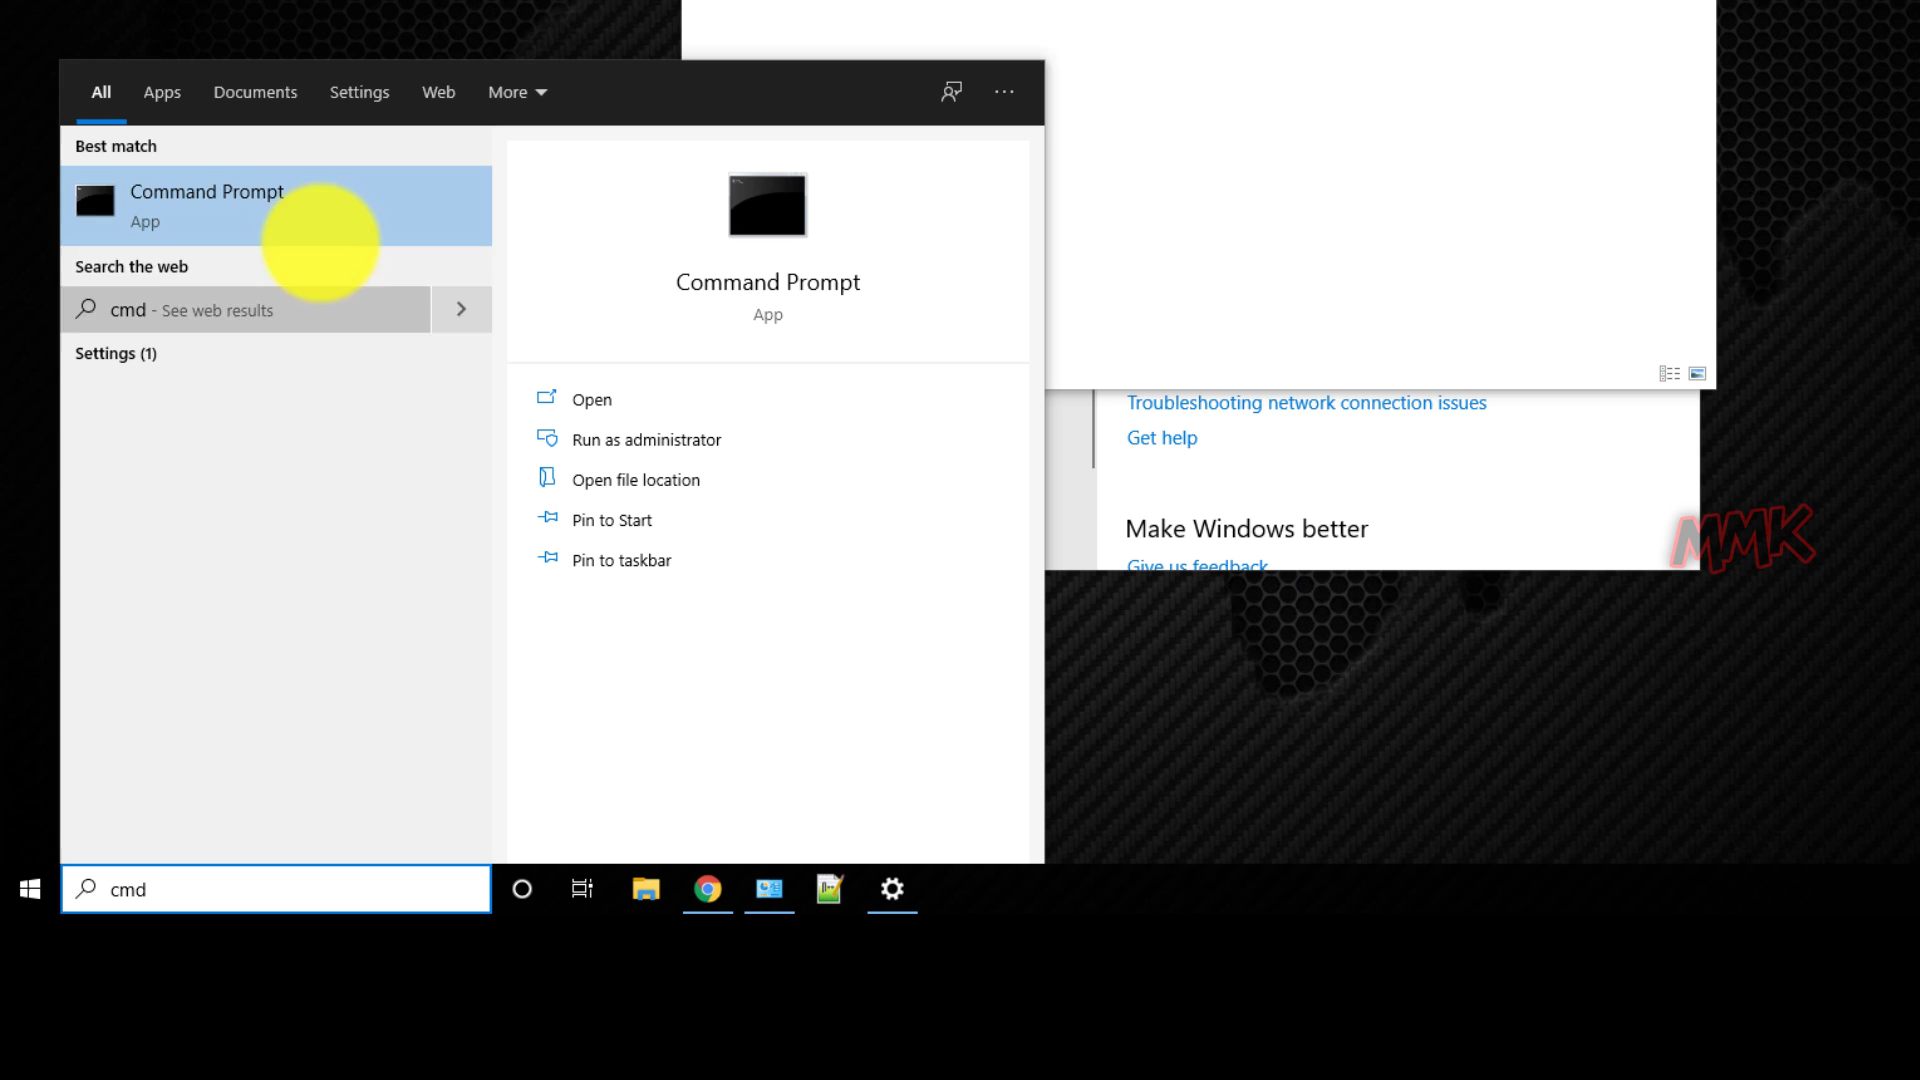 All Apps Documents Settings Web More
Best match
Command Prompt
App
Search the web
cmd - See web results
Settings (1)
Command Prompt
App
Open
Run as administrator
Open file location
Pin to Start
Pin to taskbar
Troubleshooting network connection issues
Get help
Make Windows better
Give us feedback
MMK
cmd